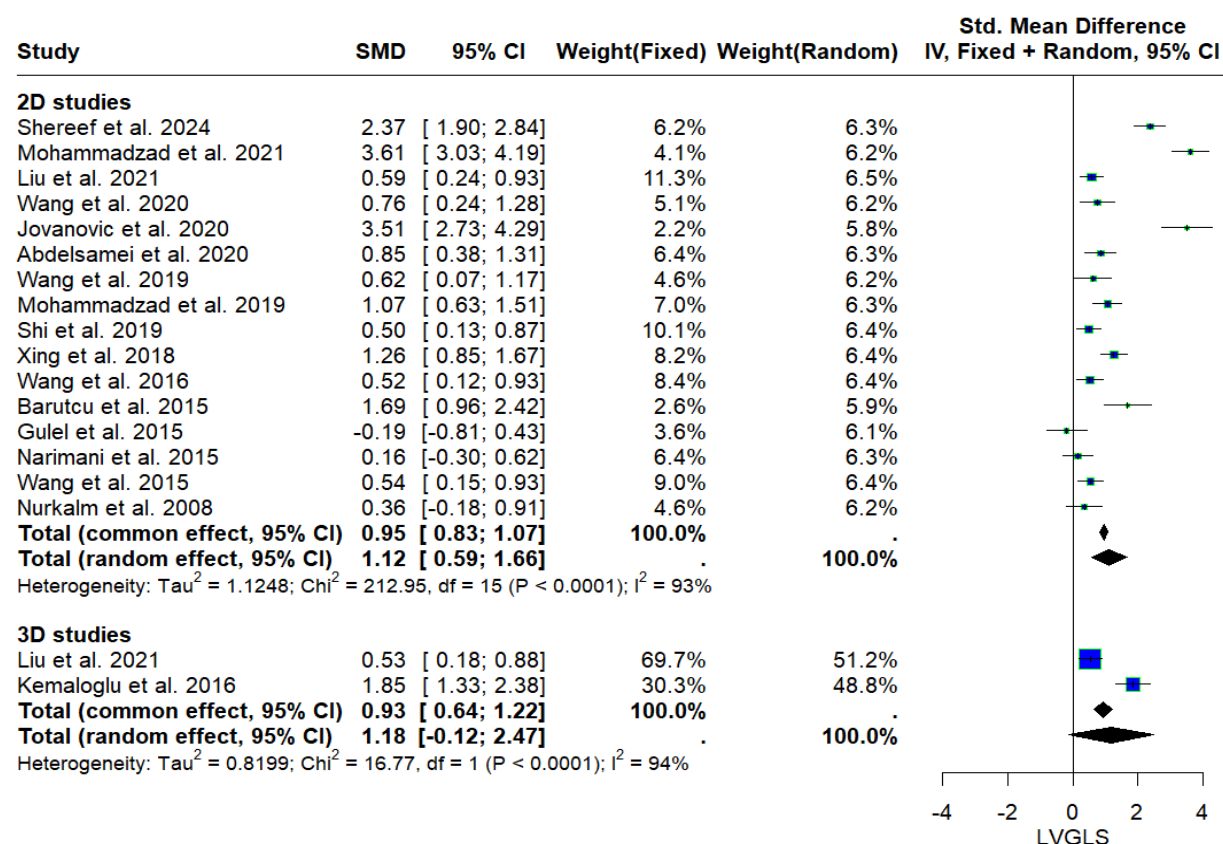 Std. Mean Difference
Study SMD 95% CI Weight(Fixed) Weight(Random) IV, Fixed + Random, 95% CI
2D studies
Shereef et al. 2024 2.37 [ 1.90; 2.84] 6.2% 6.3%
Mohammadzad et al. 2021 3.61 [ 3.03; 4.19] 4.1% 6.2%
Liu et al. 2021 0.59 [ 0.24; 0.93] 11.3% 6.5%
Wang et al. 2020 0.76 [ 0.24; 1.28] 5.1% 6.2%
Jovanovic et al. 2020 3.51 [ 2.73; 4.29] 2.2% 5.8%
Abdelsamei et al. 2020 0.85 [ 0.38; 1.31] 6.4% 6.3%
Wang et al. 2019 0.62 [ 0.07; 1.17] 4.6% 6.2%
Mohammadzad et al. 2019 1.07 [ 0.63; 1.51] 7.0% 6.3%
Shi et al. 2019 0.50 [ 0.13; 0.87] 10.1% 6.4%
Xing et al. 2018 1.26 [ 0.85; 1.67] 8.2% 6.4%
Wang et al. 2016 0.52 [ 0.12; 0.93] 8.4% 6.4%
Barutcu et al. 2015 1.69 [ 0.96; 2.42] 2.6% 5.9%
Gulel et al. 2015 -0.19 [-0.81; 0.43] 3.6% 6.1%
Narimani et al. 2015 0.16 [-0.30; 0.62] 6.4% 6.3%
Wang et al. 2015 0.54 [ 0.15; 0.93] 9.0% 6.4%
Nurkalm et al. 2008 0.36 [-0.18; 0.91] 4.6% 6.2%
Total (common effect, 95% CI) 0.95 [ 0.83; 1.07] 100.0% .
Total (random effect, 95% CI) 1.12 [ 0.59; 1.66] . 100.0%
Heterogeneity: Tau² = 1.1248; Chi² = 212.95, df = 15 (P < 0.0001); I² = 93%
3D studies
Liu et al. 2021 0.53 [ 0.18; 0.88] 69.7% 51.2%
Kemaloglu et al. 2016 1.85 [ 1.33; 2.38] 30.3% 48.8%
Total (common effect, 95% CI) 0.93 [ 0.64; 1.22] 100.0% .
Total (random effect, 95% CI) 1.18 [-0.12; 2.47] . 100.0%
Heterogeneity: Tau² = 0.8199; Chi² = 16.77, df = 1 (P < 0.0001); I² = 94%
-4 -2 0 2 4
LVGLS